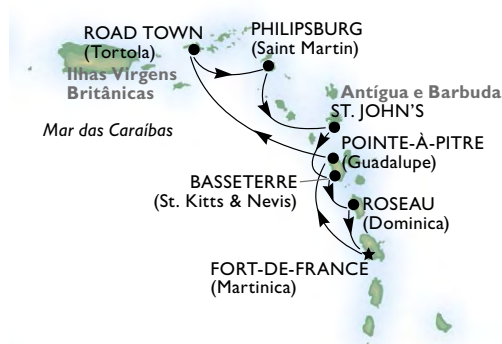 ROAD TOWN
(Tortola)
PHILIPSBURG
(Saint Martin)
Ilhas Virgens
Britânicas
Antígua e Barbuda
ST. JOHN'S
Mar das Caraíbas
POINTE-À-PITRE
(Guadalupe)
BASSETERRE
(St. Kitts & Nevis)
ROSEAU
(Dominica)
FORT-DE-FRANCE
(Martinica)